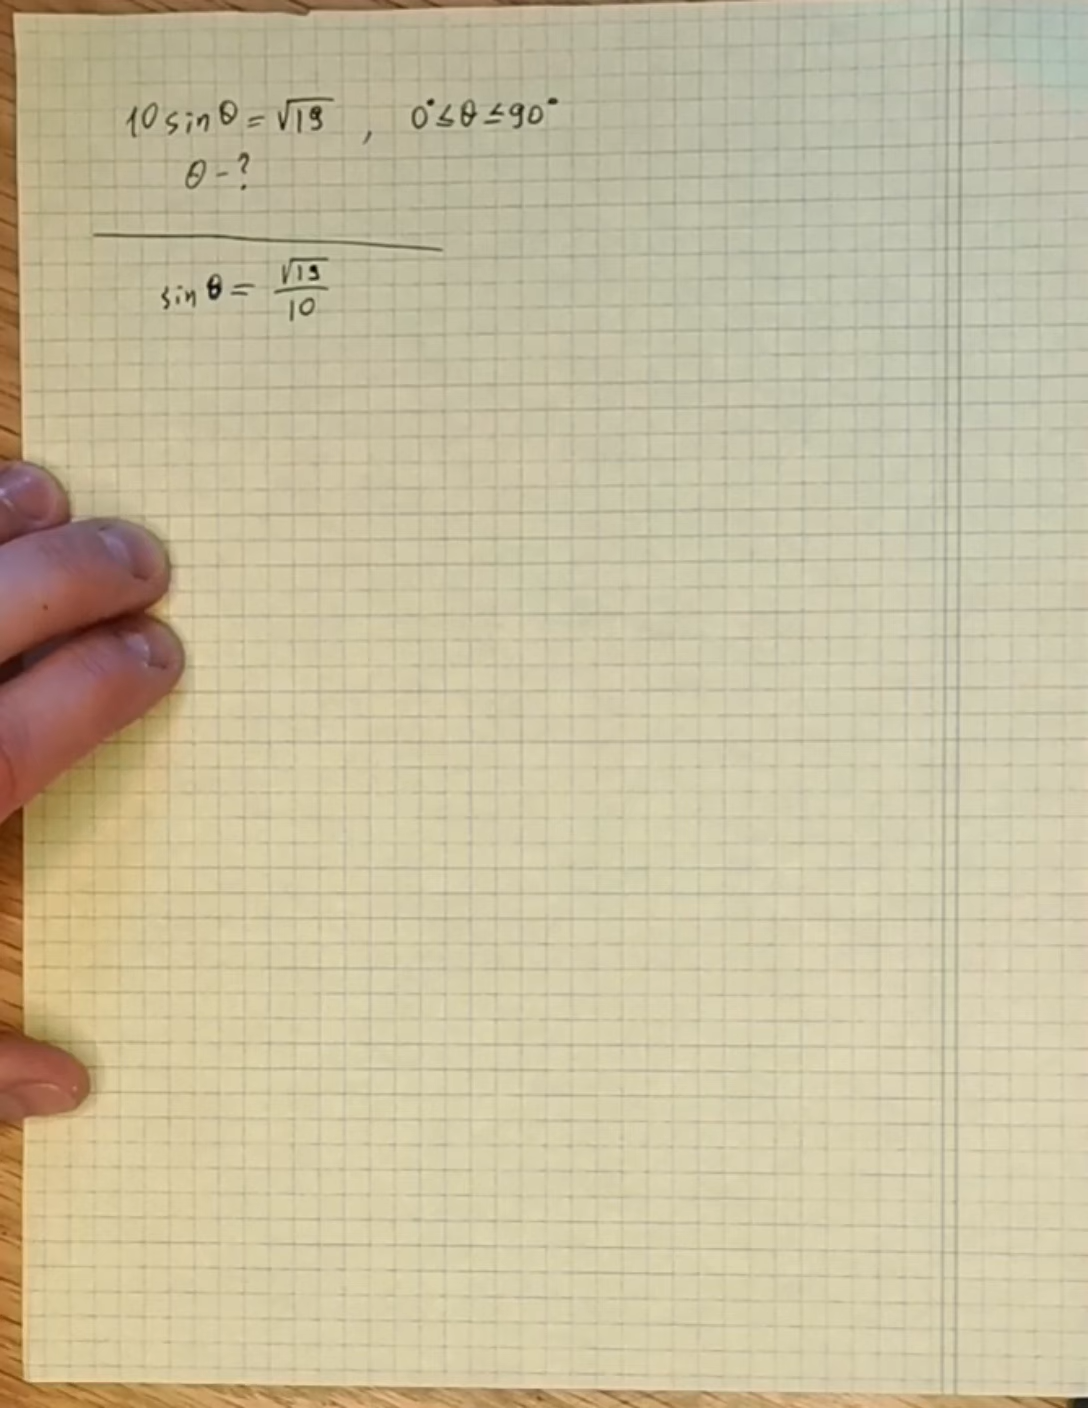 10 sin θ = √19 , 0° ≤ θ ≤ 90°
θ - ?
sin θ = √19 / 10